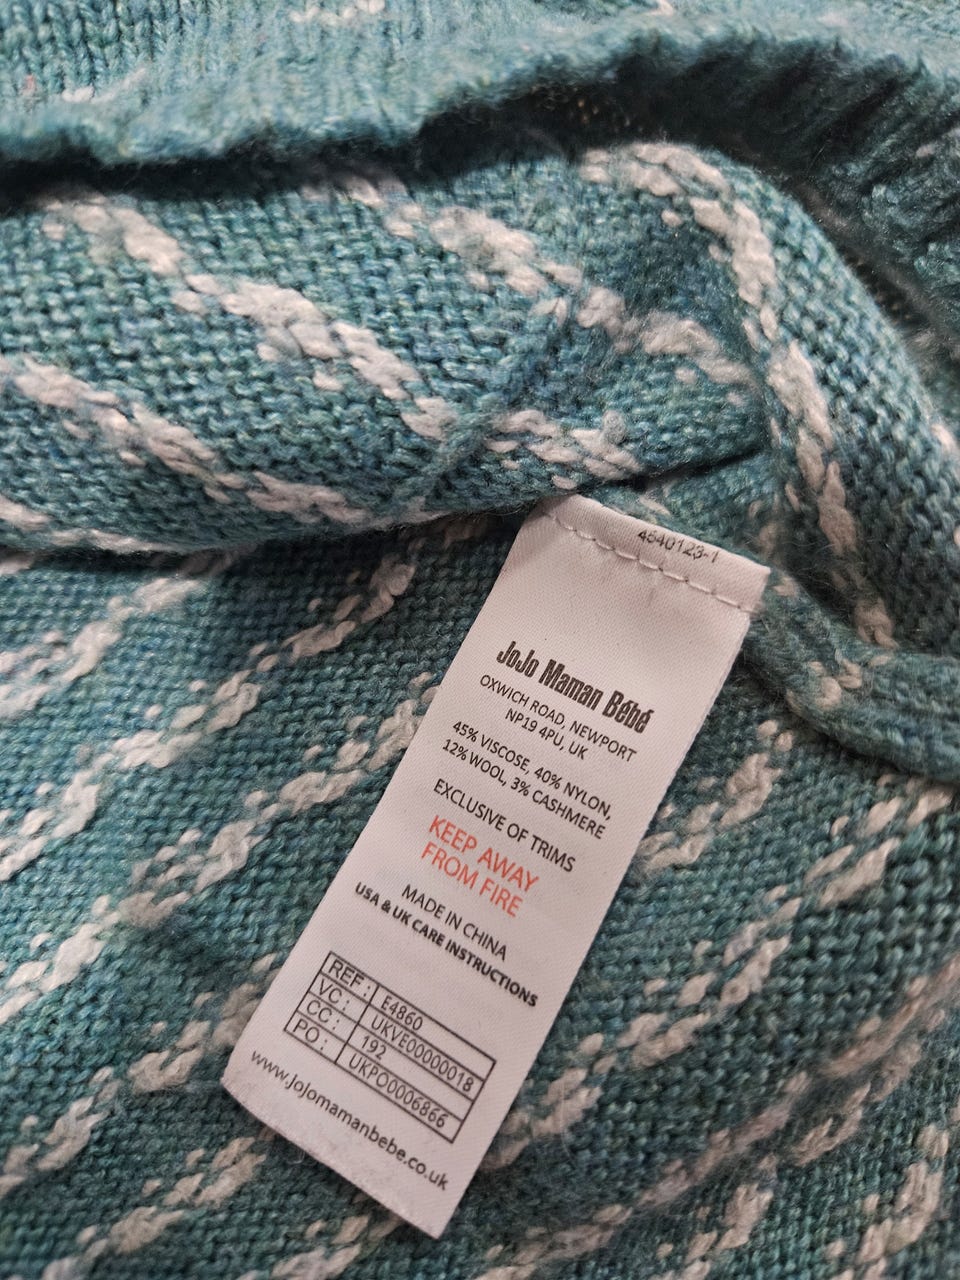 4640123-1
JoJo Maman Bébé
OXWICH ROAD, NEWPORT
NP19 4PU, UK
45% VISCOSE, 40% NYLON,
12% WOOL, 3% CASHMERE
EXCLUSIVE OF TRIMS
KEEP AWAY
FROM FIRE
MADE IN CHINA
USA & UK CARE INSTRUCTIONS
REF: E4860
VC: UKVE00000018
CC: 192
PO: UKPO0006866
www.jojomamanbebe.co.uk